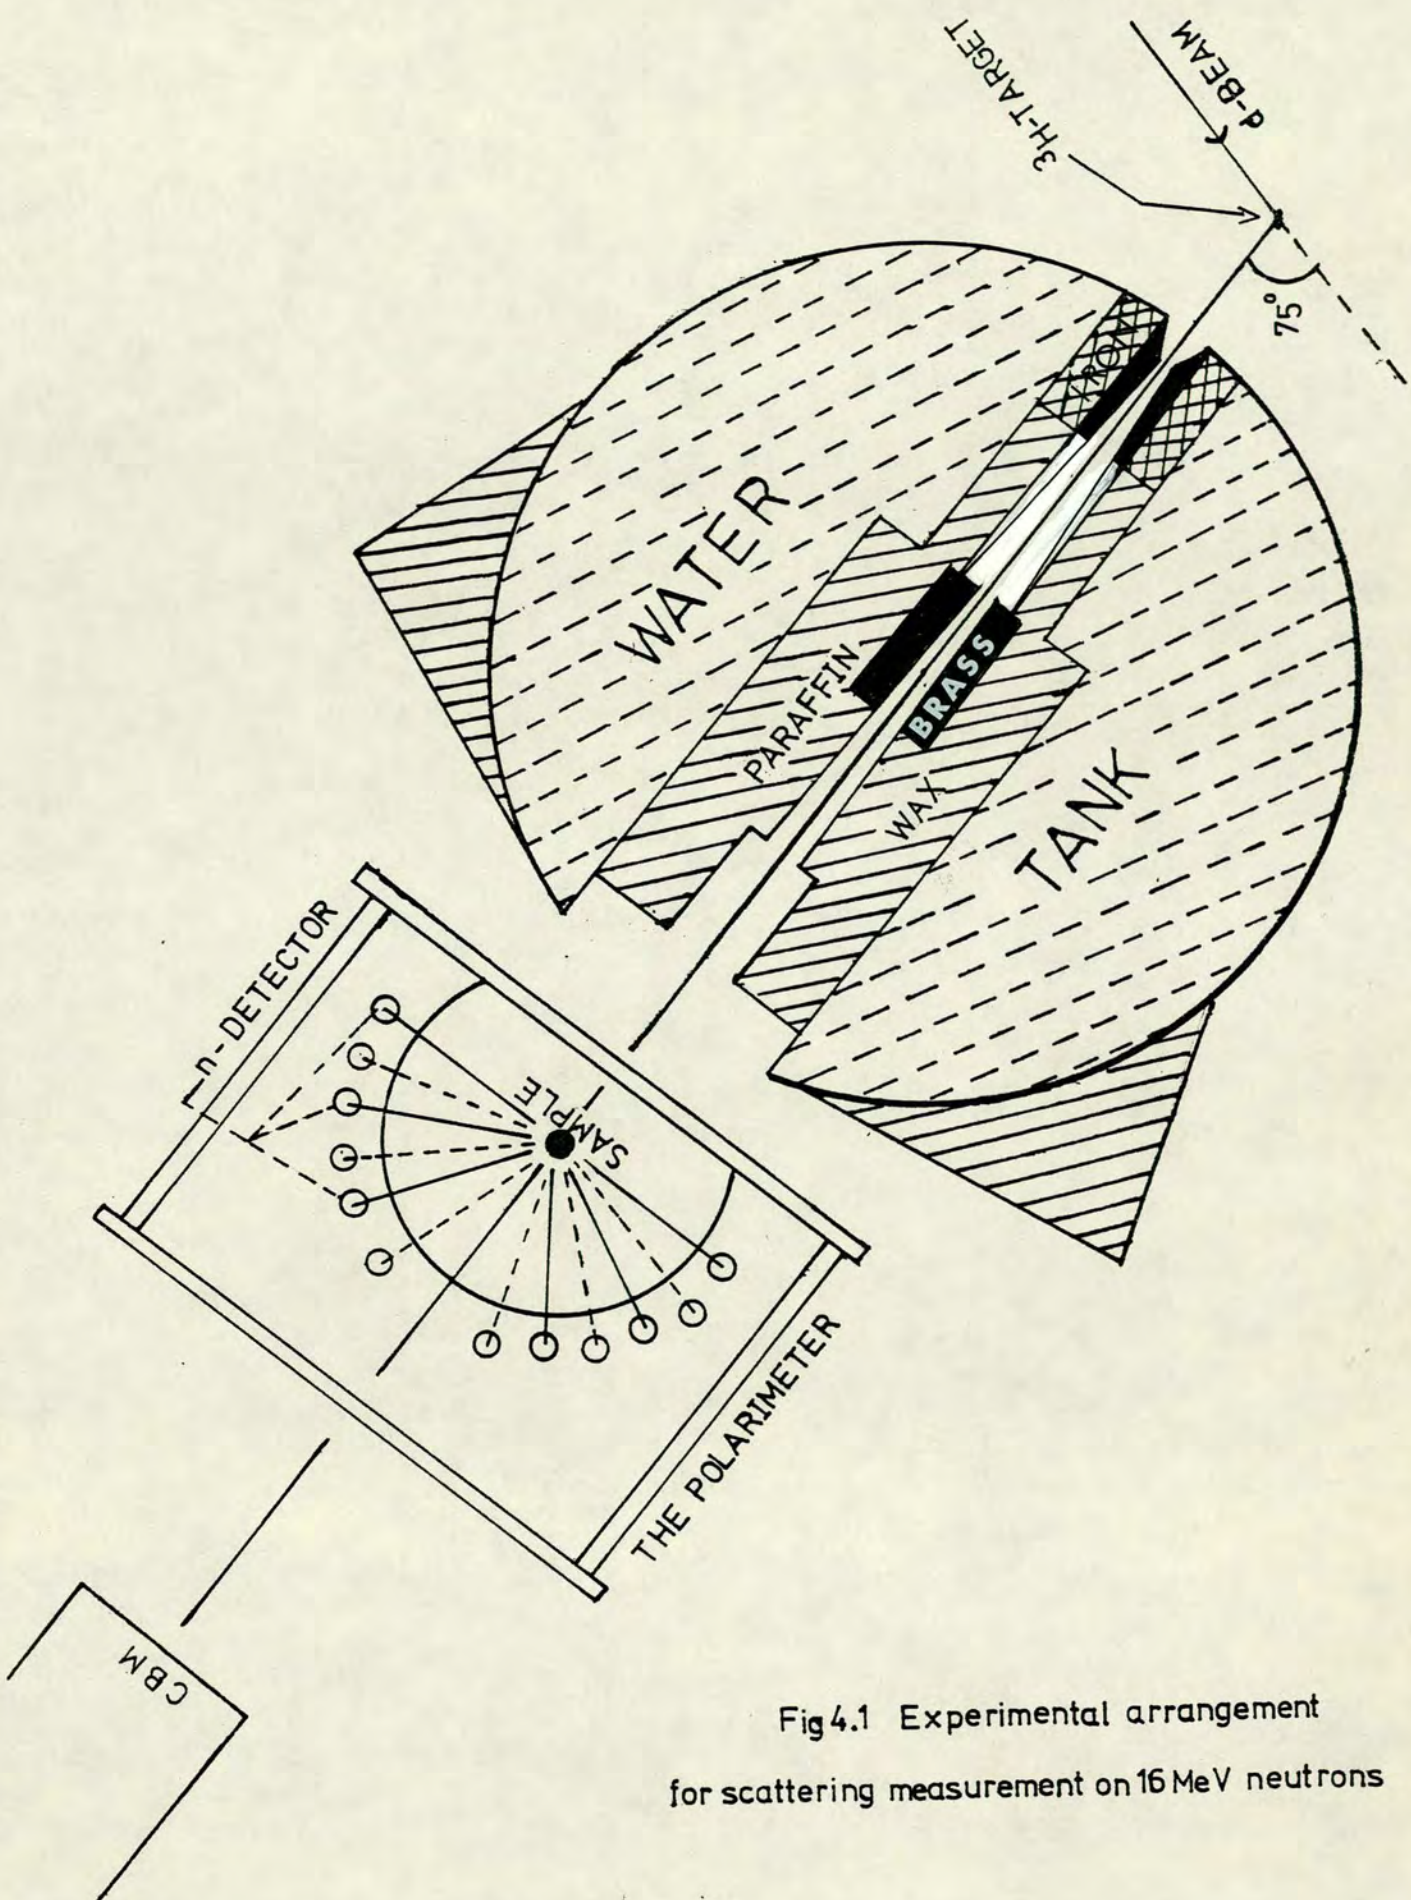 d-BEAM
3H-TARGET
75°
IRON
WATER
TANK
PARAFFIN
WAX
BRASS
n-DETECTOR
SAMPLE
THE POLARIMETER
CBM
Fig 4.1 Experimental arrangement
for scattering measurement on 16 MeV neutrons